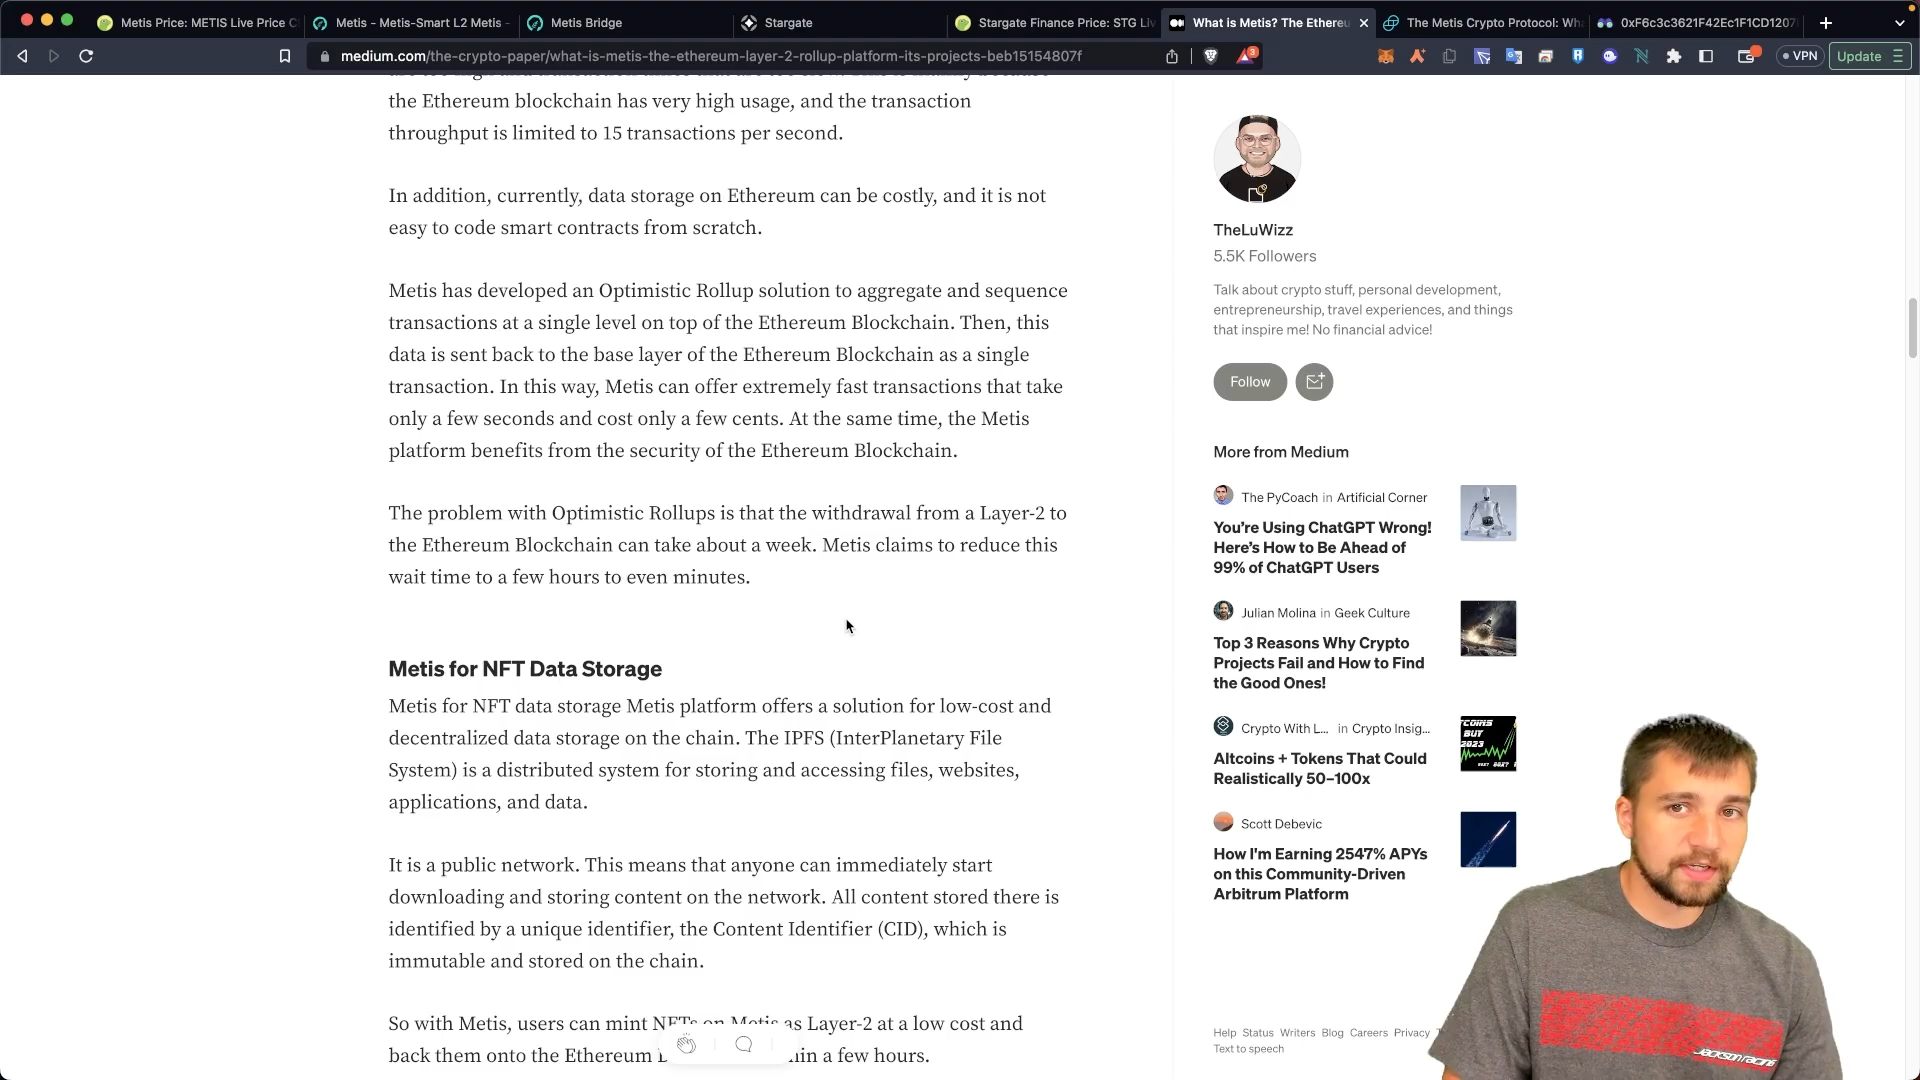 Metis Price: METIS Live Price C
Metis - Metis-Smart L2 Metis -
Metis Bridge
Stargate
Stargate Finance Price: STG Li
What is Metis? The Ethereu
The Metis Crypto Protocol: Wh
0xF6c3c3621F42Ec1F1CD1207
medium.com/the-crypto-paper/what-is-metis-the-ethereum-layer-2-rollup-platform-its-projects-beb15154807f
3
VPN
Update
the Ethereum blockchain has very high usage, and the transaction
throughput is limited to 15 transactions per second.
In addition, currently, data storage on Ethereum can be costly, and it is not
easy to code smart contracts from scratch.
Metis has developed an Optimistic Rollup solution to aggregate and sequence
transactions at a single level on top of the Ethereum Blockchain. Then, this
data is sent back to the base layer of the Ethereum Blockchain as a single
transaction. In this way, Metis can offer extremely fast transactions that take
only a few seconds and cost only a few cents. At the same time, the Metis
platform benefits from the security of the Ethereum Blockchain.
The problem with Optimistic Rollups is that the withdrawal from a Layer-2 to
the Ethereum Blockchain can take about a week. Metis claims to reduce this
wait time to a few hours to even minutes.
Metis for NFT Data Storage
Metis for NFT data storage Metis platform offers a solution for low-cost and
decentralized data storage on the chain. The IPFS (InterPlanetary File
System) is a distributed system for storing and accessing files, websites,
applications, and data.
It is a public network. This means that anyone can immediately start
downloading and storing content on the network. All content stored there is
identified by a unique identifier, the Content Identifier (CID), which is
immutable and stored on the chain.
So with Metis, users can mint NFTs on Metis as Layer-2 at a low cost and
back them onto the Ethereum hin a few hours.
TheLuWizz
5.5K Followers
Talk about crypto stuff, personal development,
entrepreneurship, travel experiences, and things
that inspire me! No financial advice!
Follow
More from Medium
The PyCoach in Artificial Corner
You're Using ChatGPT Wrong!
Here's How to Be Ahead of
99% of ChatGPT Users
Julian Molina in Geek Culture
Top 3 Reasons Why Crypto
Projects Fail and How to Find
the Good Ones!
Crypto With L... in Crypto Insig...
Altcoins + Tokens That Could
Realistically 50–100x
BUY
2023
Scott Debevic
How I'm Earning 2547% APYs
on this Community-Driven
Arbitrum Platform
Help Status Writers Blog Careers Privacy
Text to speech
Jackson Racing